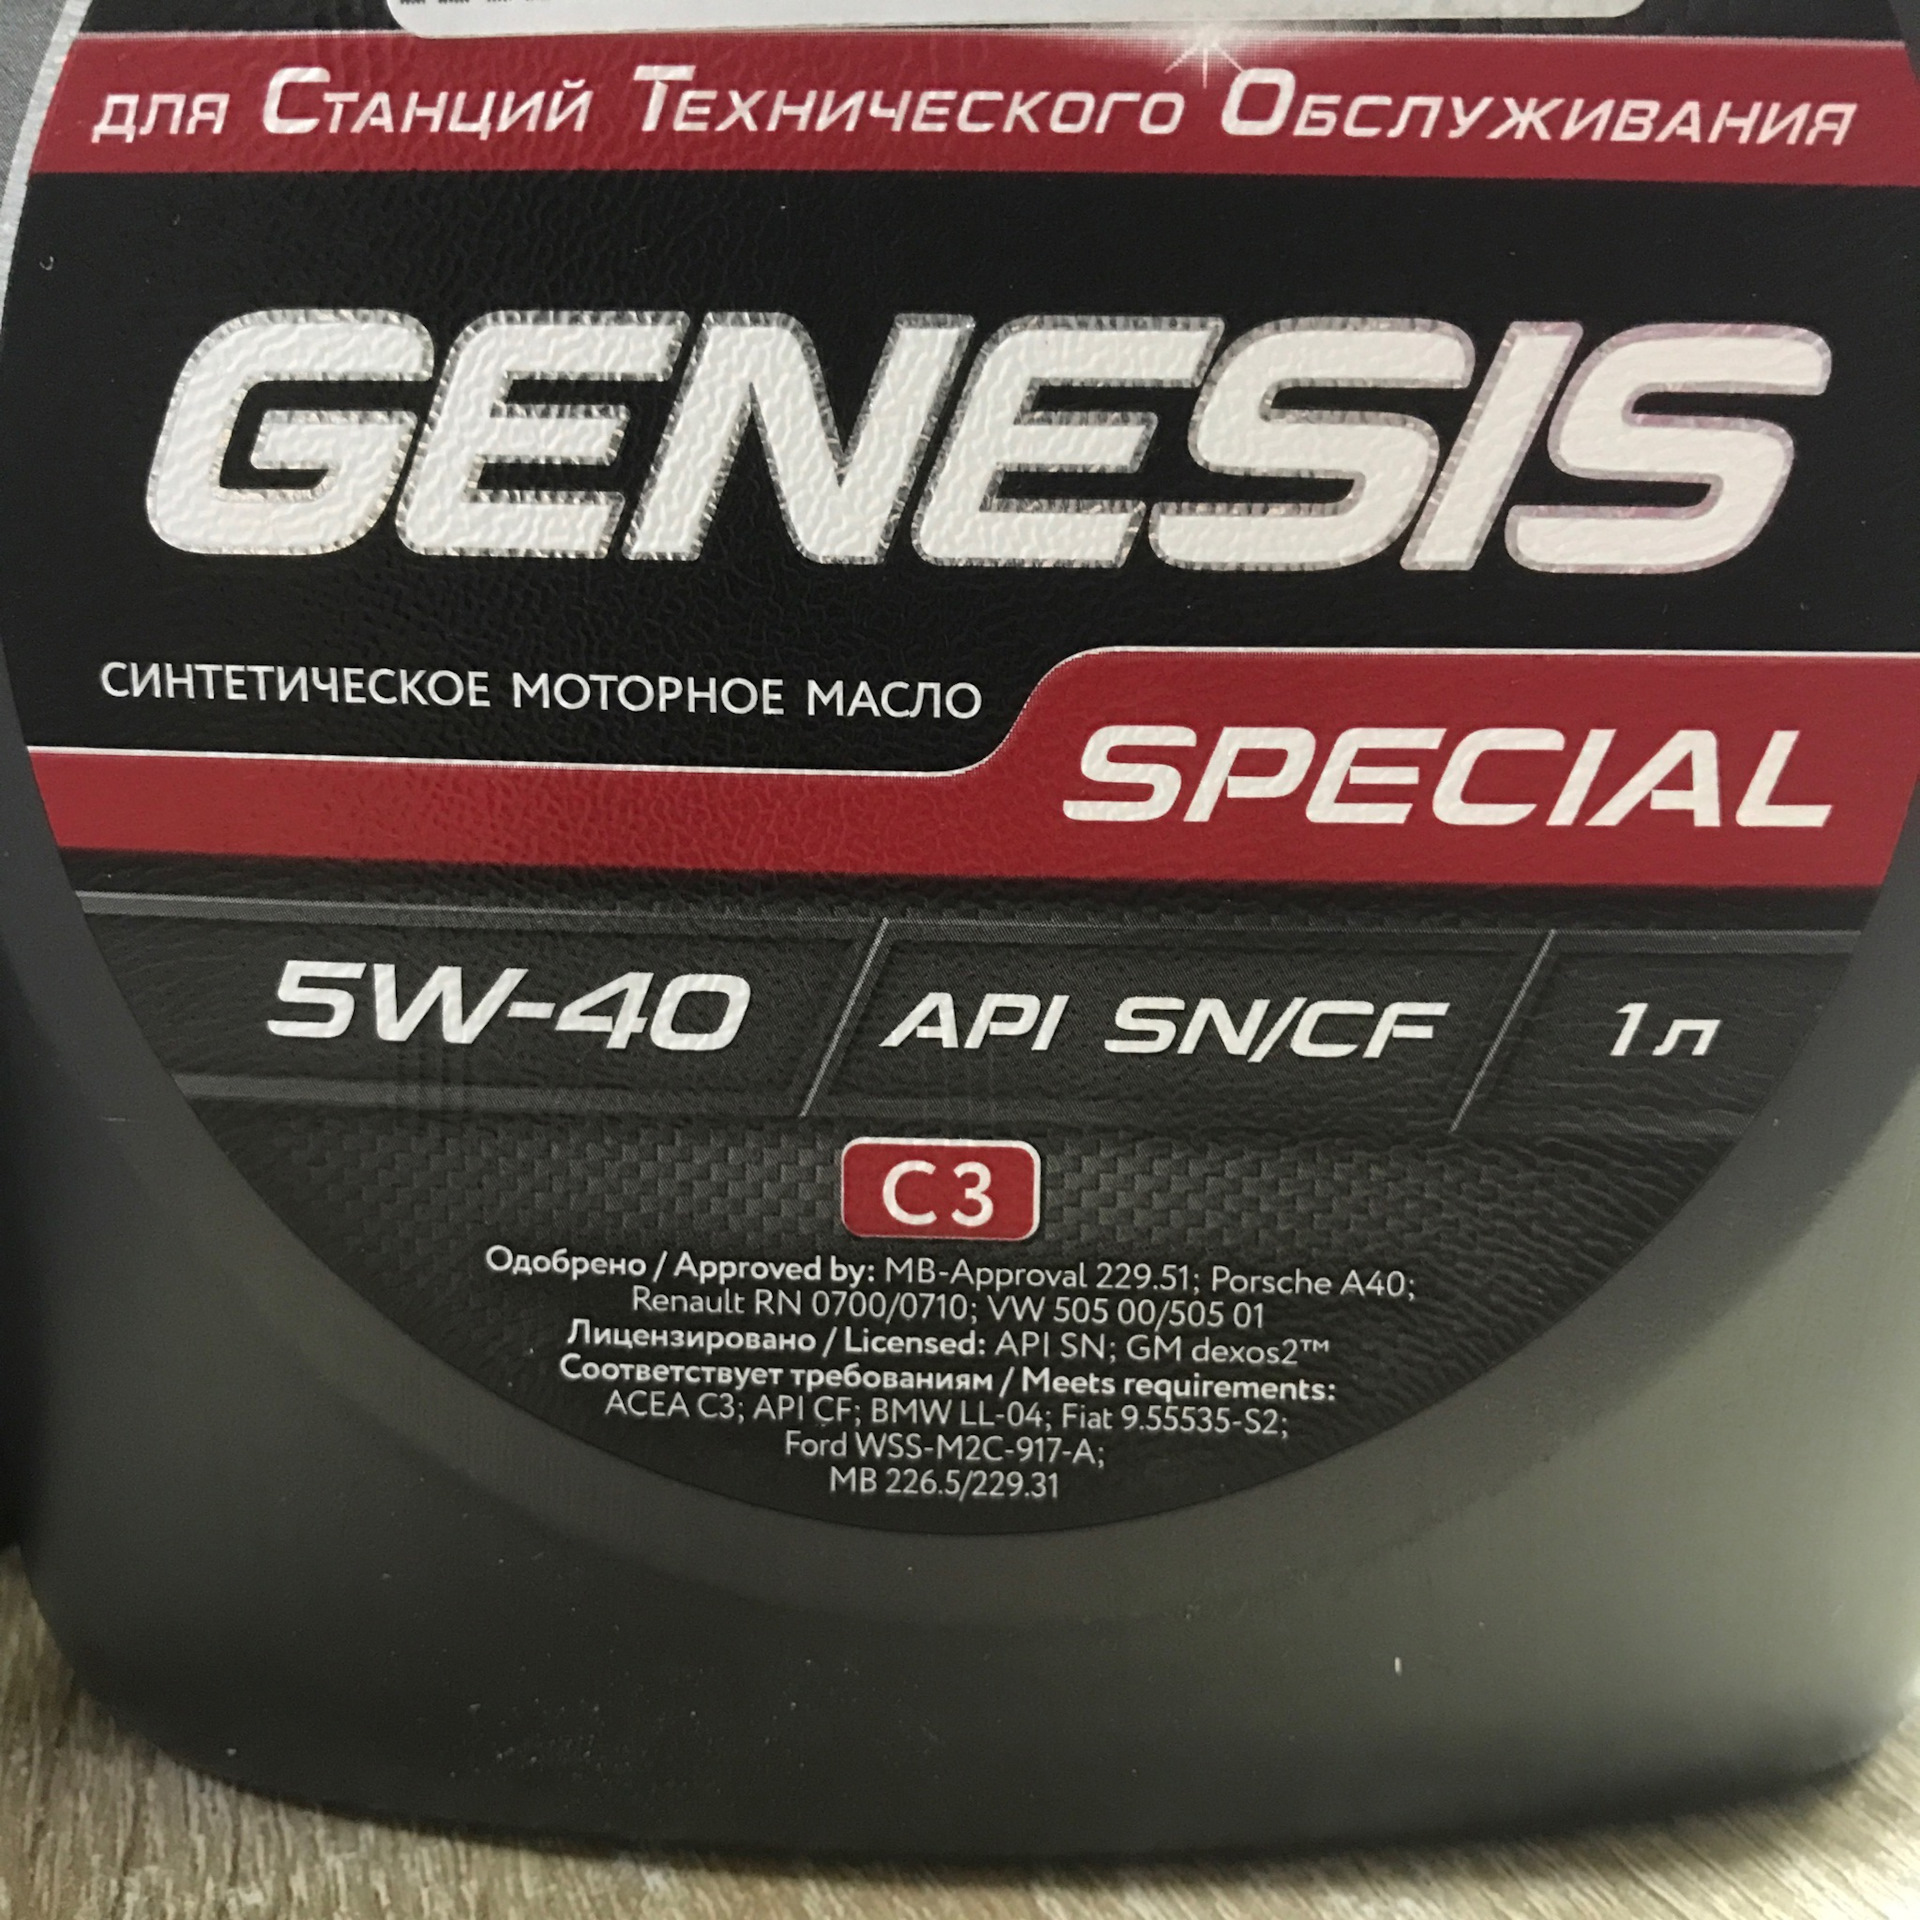 для Станций Технического Обслуживания
GENESIS
СИНТЕТИЧЕСКОЕ МОТОРНОЕ МАСЛО
SPECIAL
5W-40 API SN/CF 1 л
C3
Одобрено / Approved by: MB-Approval 229.51; Porsche A40;
Renault RN 0700/0710; VW 505 00/505 01
Лицензировано / Licensed: API SN; GM dexos2™
Соответствует требованиям / Meets requirements:
ACEA C3; API CF; BMW LL-04; Fiat 9.55535-S2;
Ford WSS-M2C-917-A;
MB 226.5/229.31